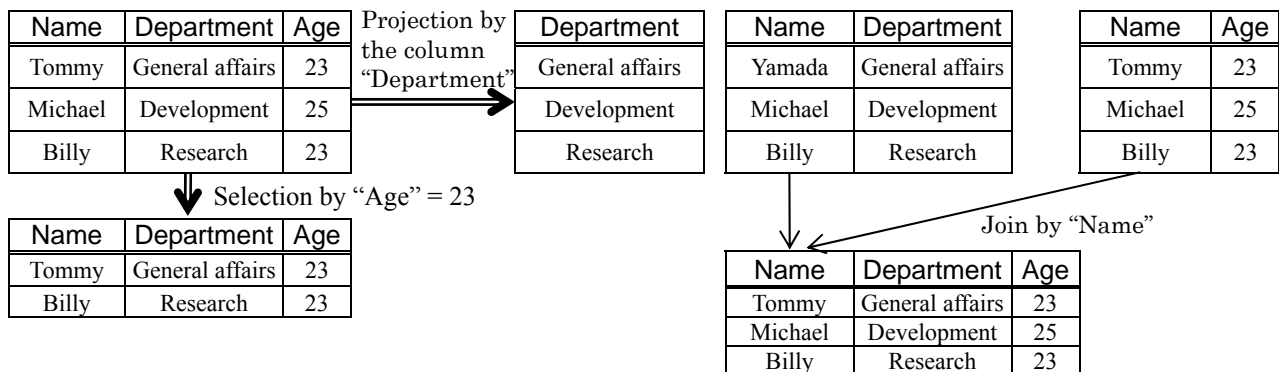 Name Department Age
Tommy General affairs 23
Michael Development 25
Billy Research 23
Projection by
the column
“Department”
Department
General affairs
Development
Research
Selection by “Age” = 23
Name Department Age
Tommy General affairs 23
Billy Research 23
Name Department
Yamada General affairs
Michael Development
Billy Research
Name Age
Tommy 23
Michael 25
Billy 23
Join by “Name”
Name Department Age
Tommy General affairs 23
Michael Development 25
Billy Research 23